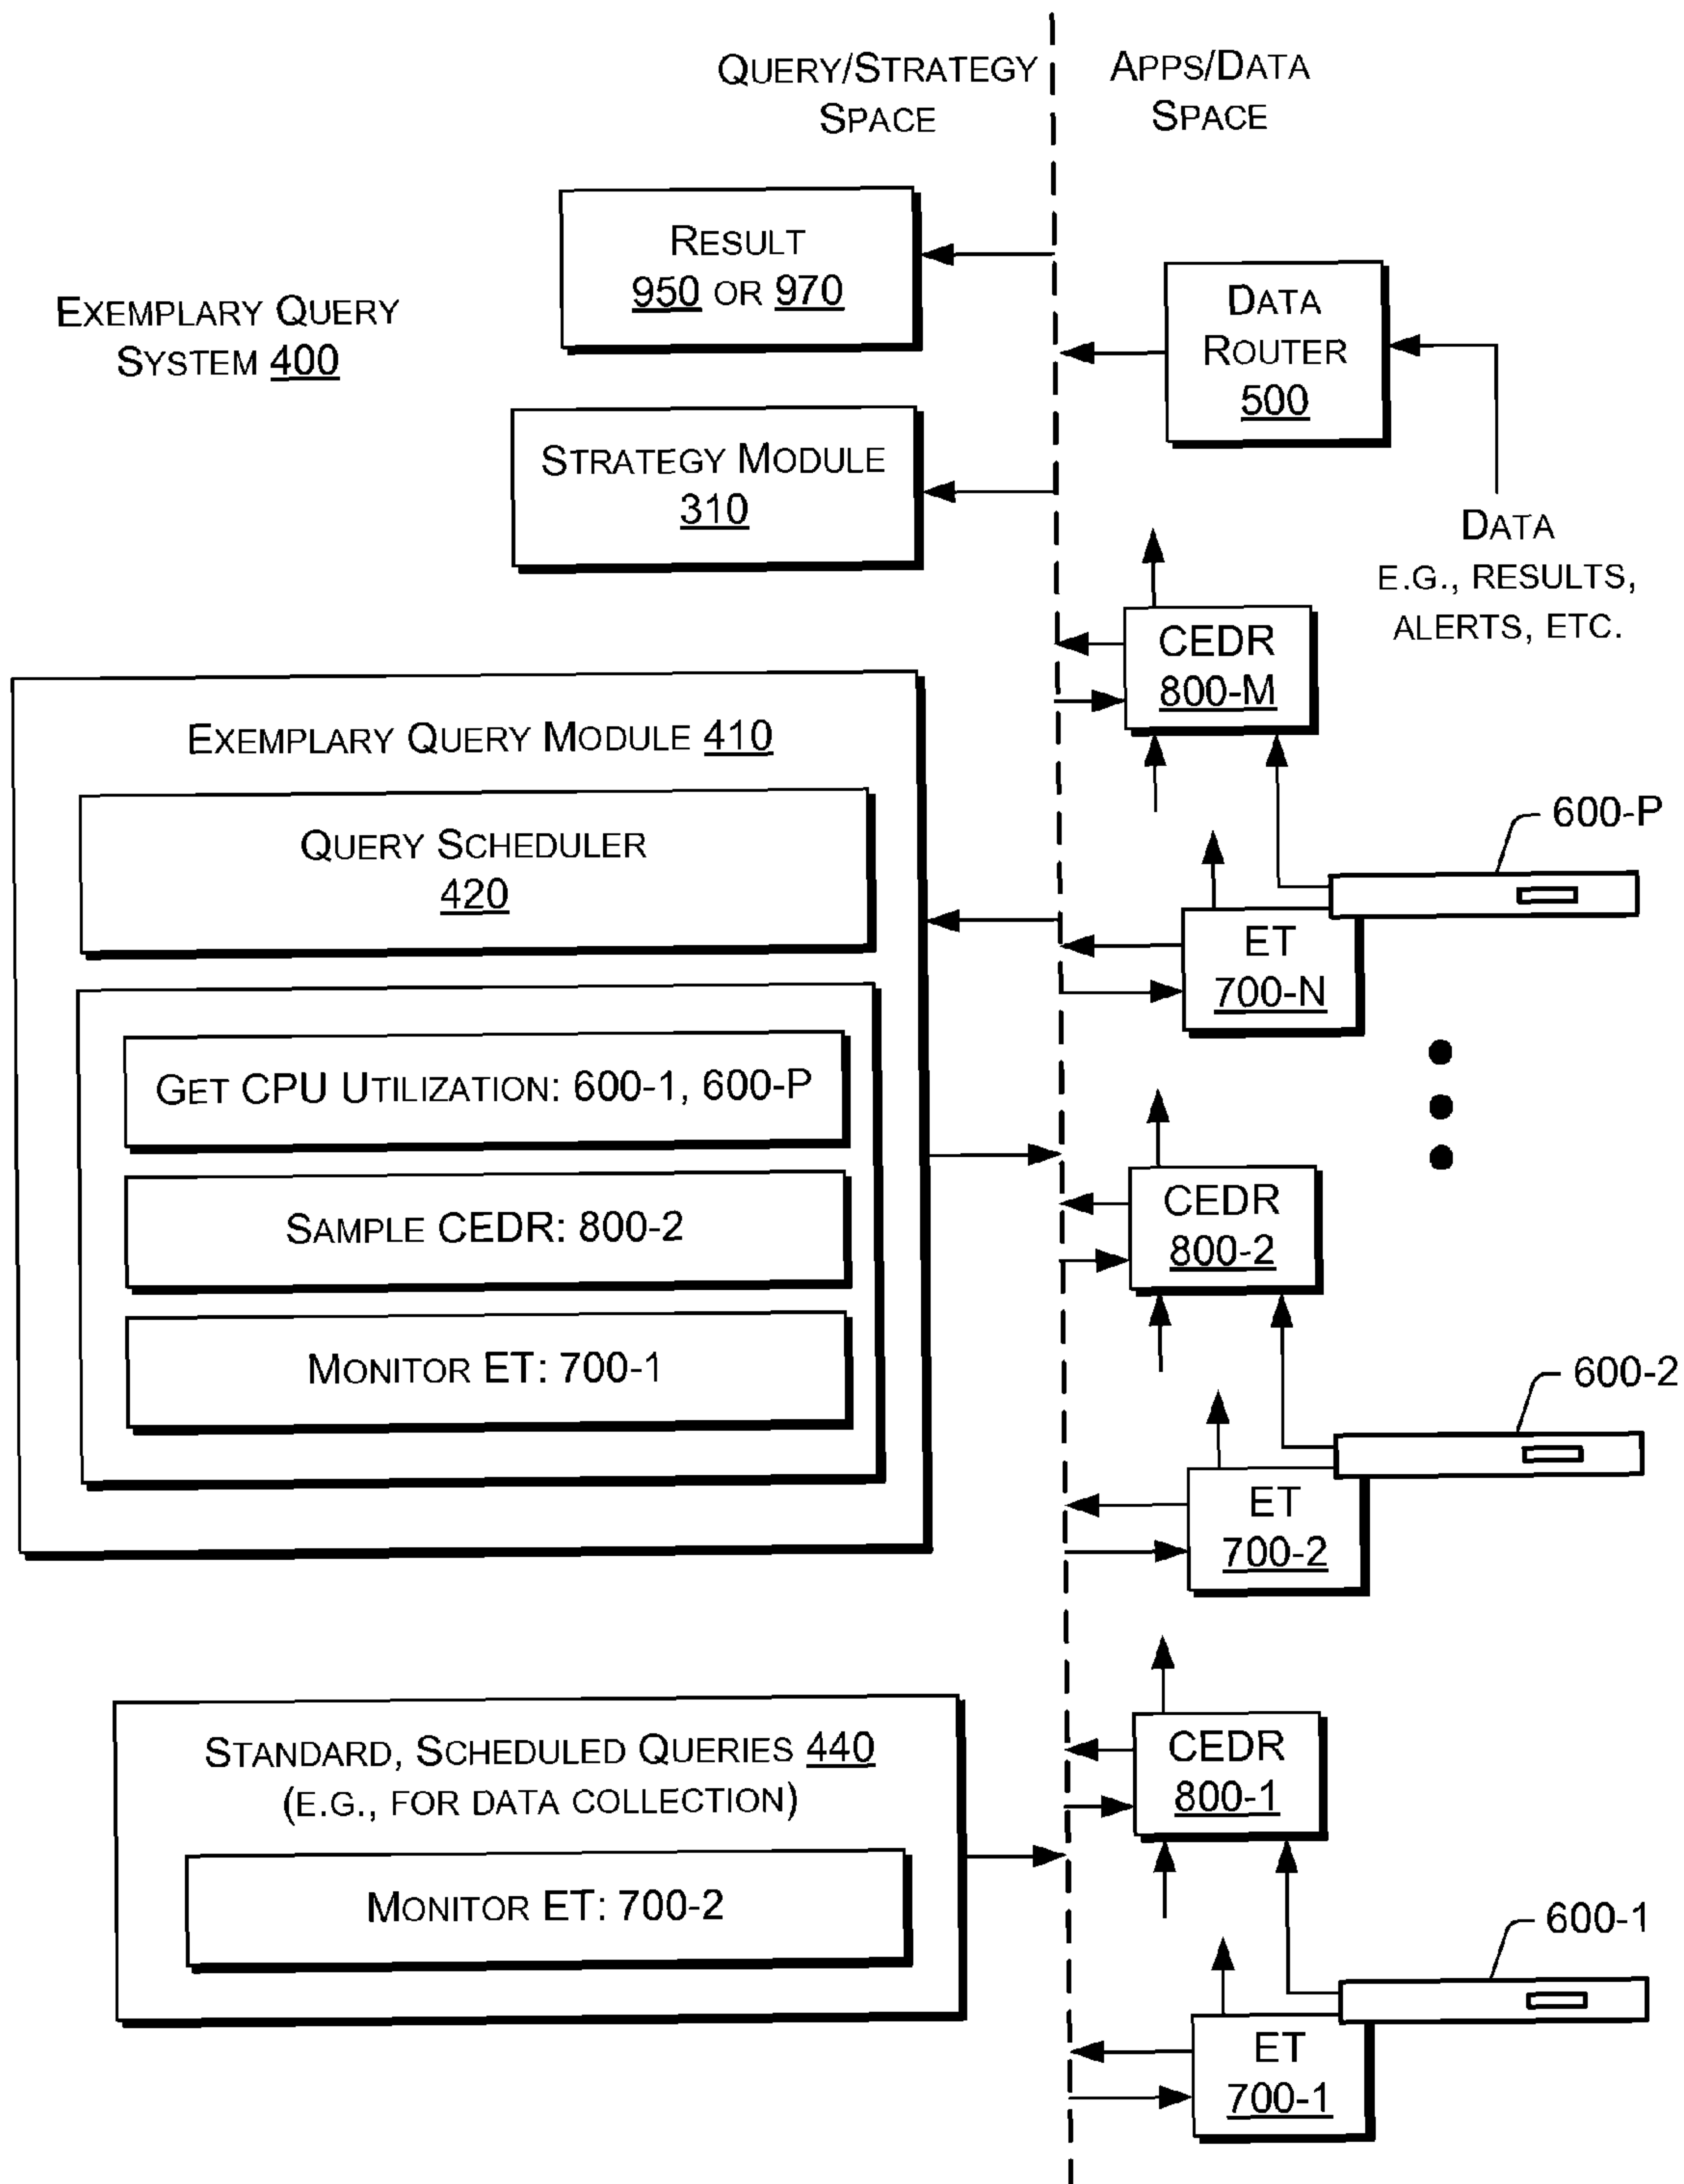 QUERY/STRATEGY
SPACE
APPS/DATA
SPACE
EXEMPLARY QUERY
SYSTEM 400
RESULT
950 OR 970
DATA
ROUTER
500
STRATEGY MODULE
310
DATA
E.G., RESULTS,
ALERTS, ETC.
CEDR
800-M
EXEMPLARY QUERY MODULE 410
QUERY SCHEDULER
420
600-P
ET
700-N
GET CPU UTILIZATION: 600-1, 600-P
SAMPLE CEDR: 800-2
MONITOR ET: 700-1
CEDR
800-2
600-2
ET
700-2
STANDARD, SCHEDULED QUERIES 440
(E.G., FOR DATA COLLECTION)
MONITOR ET: 700-2
CEDR
800-1
600-1
ET
700-1